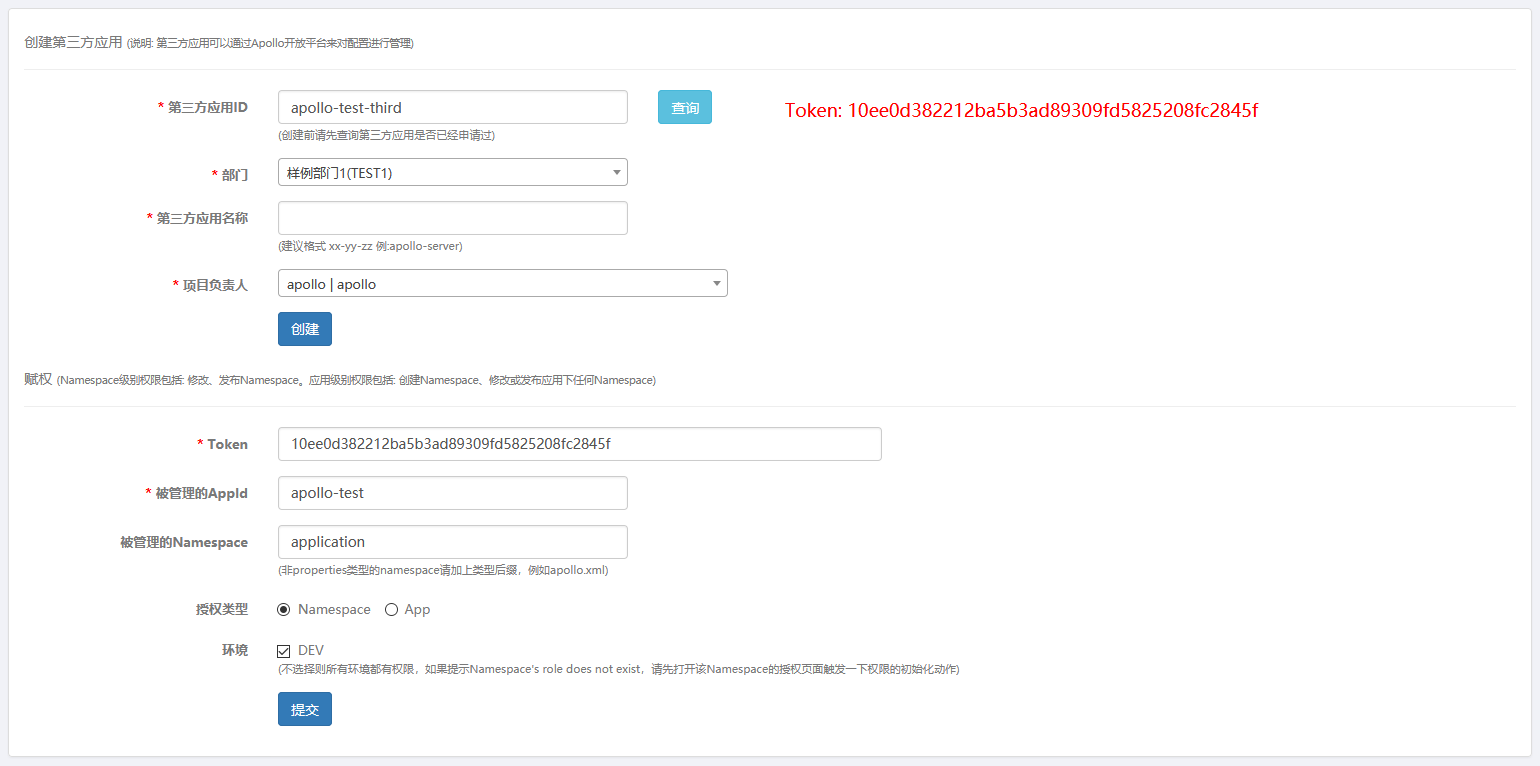 创建第三方应用 (说明: 第三方应用可以通过Apollo开放平台来对配置进行管理)
* 第三方应用ID apollo-test-third 查询 Token: 10ee0d382212ba5b3ad89309fd5825208fc2845f
(创建前请先查询第三方应用是否已经申请过)
* 部门 样例部门1(TEST1)
* 第三方应用名称
(建议格式 xx-yy-zz 例:apollo-server)
* 项目负责人 apollo | apollo
创建
赋权 (Namespace级别权限包括: 修改、发布Namespace。应用级别权限包括: 创建Namespace、修改或发布应用下任何Namespace)
* Token 10ee0d382212ba5b3ad89309fd5825208fc2845f
* 被管理的AppId apollo-test
被管理的Namespace application
(非properties类型的namespace请加上类型后缀，例如apollo.xml)
授权类型 Namespace App
环境 DEV
(不选择则所有环境都有权限，如果提示Namespace's role does not exist，请先打开该Namespace的授权页面触发一下权限的初始化动作)
提交